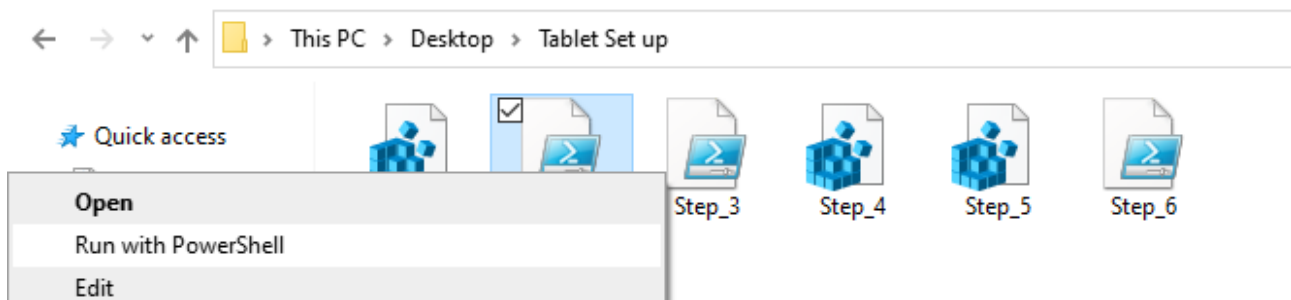 This PC > Desktop > Tablet Set up
Quick access
Open
Run with PowerShell
Edit
Step_3
Step_4
Step_5
Step_6